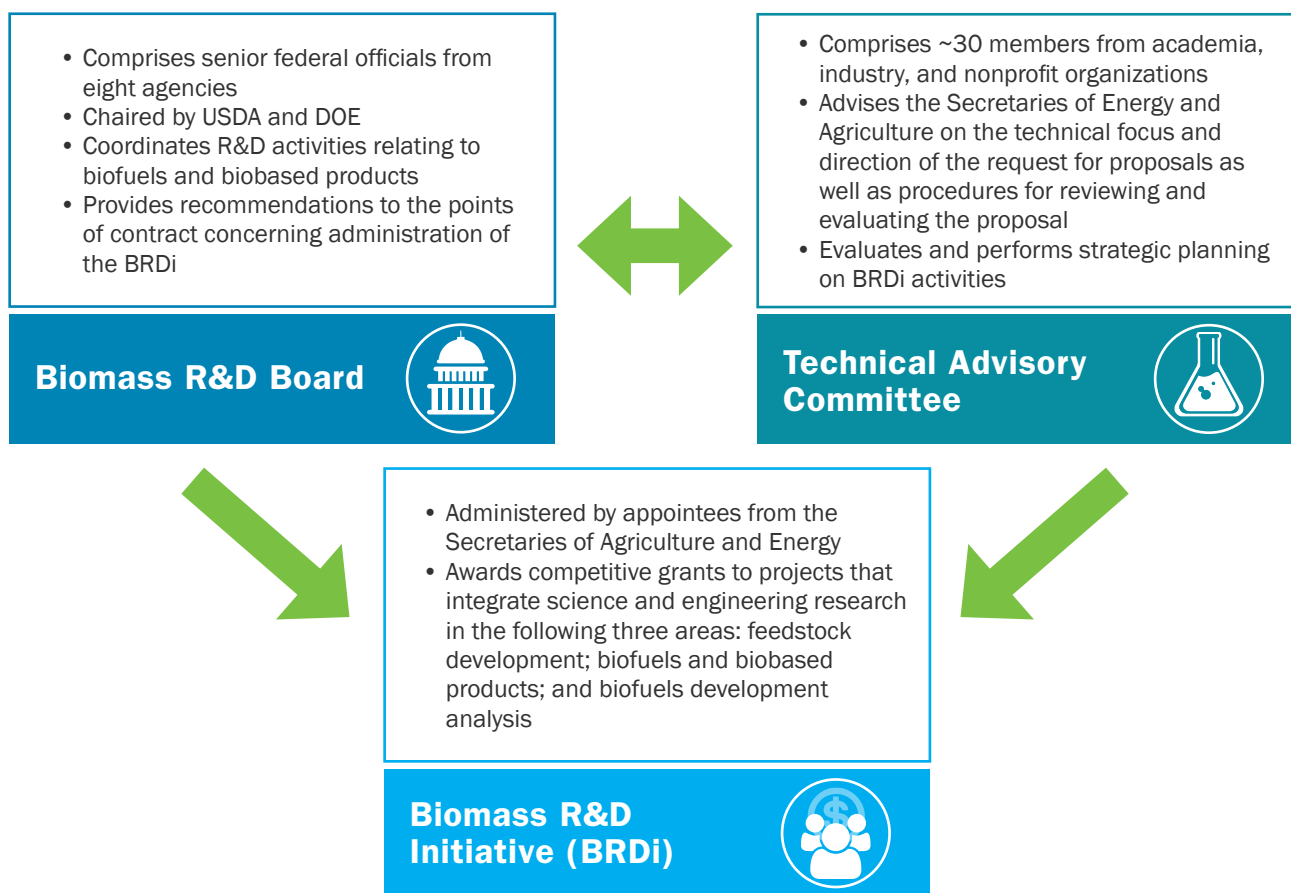 • Comprises senior federal officials from
eight agencies
• Chaired by USDA and DOE
• Coordinates R&D activities relating to
biofuels and biobased products
• Provides recommendations to the points
of contract concerning administration of
the BRDi
Biomass R&D Board
• Comprises ~30 members from academia,
industry, and nonprofit organizations
• Advises the Secretaries of Energy and
Agriculture on the technical focus and
direction of the request for proposals as
well as procedures for reviewing and
evaluating the proposal
• Evaluates and performs strategic planning
on BRDi activities
Technical Advisory
Committee
• Administered by appointees from the
Secretaries of Agriculture and Energy
• Awards competitive grants to projects that
integrate science and engineering research
in the following three areas: feedstock
development; biofuels and biobased
products; and biofuels development
analysis
Biomass R&D
Initiative (BRDi)
$